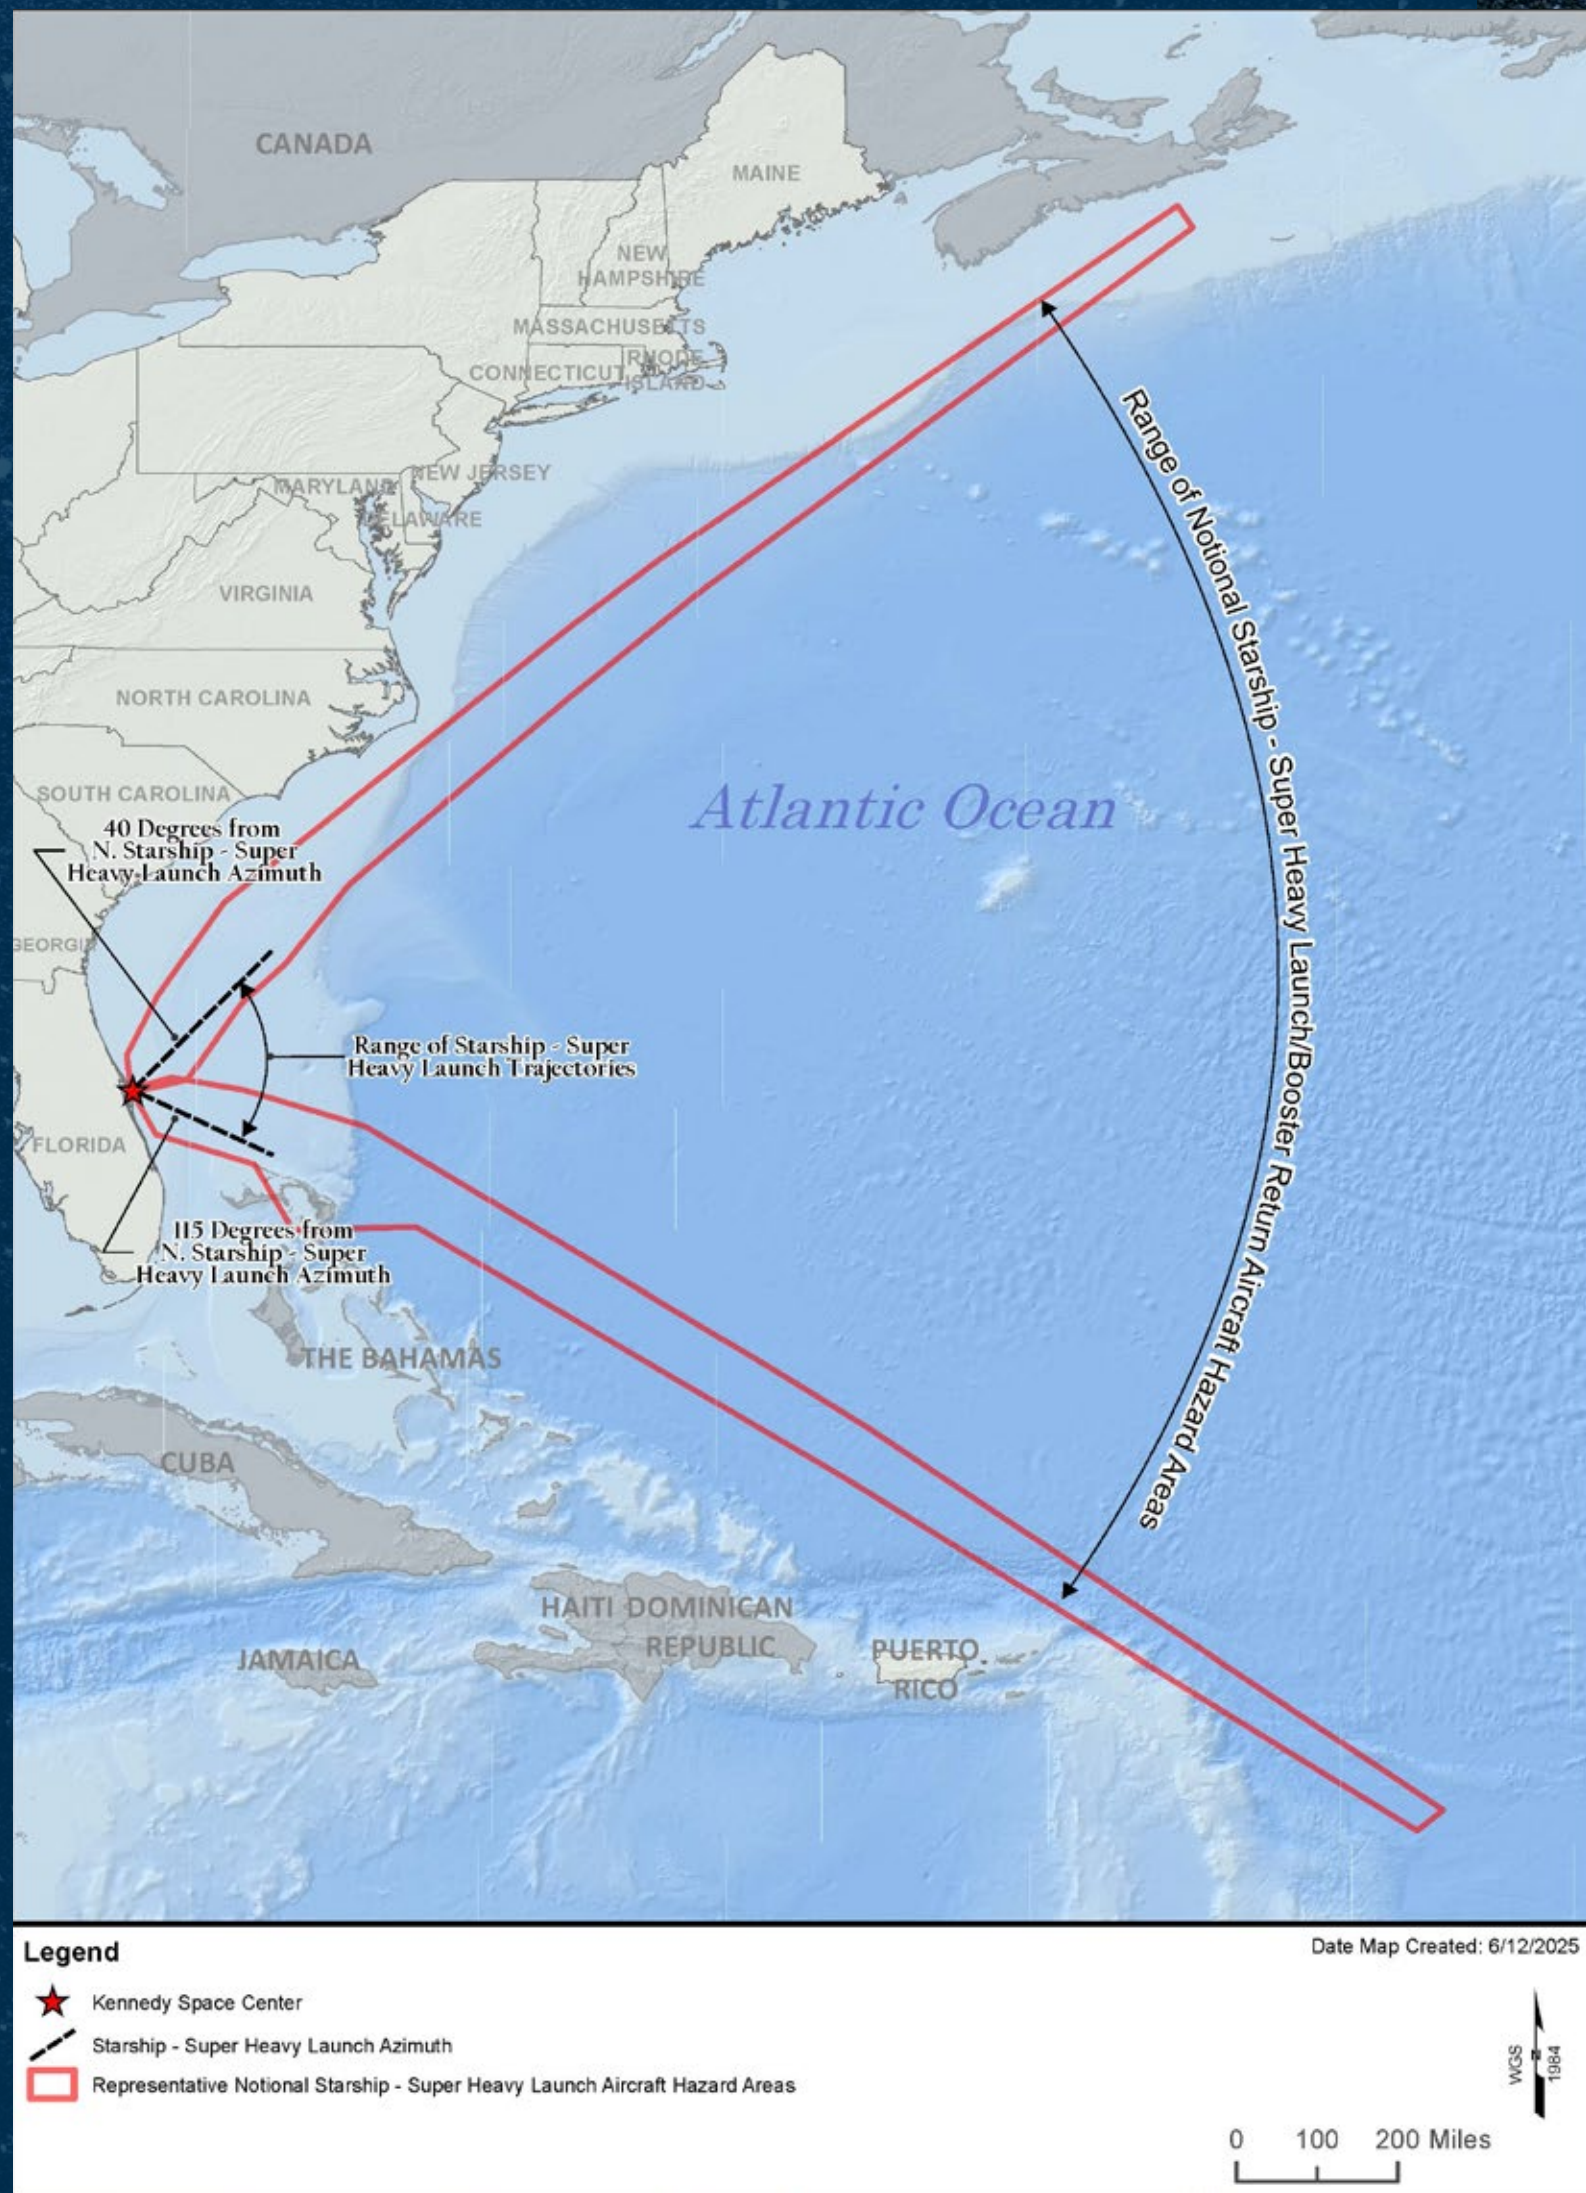 CANADA
MAINE
NEW
HAMPSHIRE
MASSACHUSETTS
RHODE
ISLAND
CONNECTICUT
NEW JERSEY
MARYLAND
DELAWARE
VIRGINIA
NORTH CAROLINA
SOUTH CAROLINA
40 Degrees from
N. Starship - Super
Heavy Launch Azimuth
GEORGIA
Atlantic Ocean
Range of Notional Starship - Super Heavy Launch/Booster Return Aircraft Hazard Areas
Range of Starship - Super
Heavy Launch Trajectories
FLORIDA
115 Degrees from
N. Starship - Super
Heavy Launch Azimuth
THE BAHAMAS
CUBA
HAITI
DOMINICAN
REPUBLIC
JAMAICA
PUERTO
RICO
Legend
Date Map Created: 6/12/2025
Kennedy Space Center
Starship - Super Heavy Launch Azimuth
Representative Notional Starship - Super Heavy Launch Aircraft Hazard Areas
WGS
1984
N
0 100 200 Miles